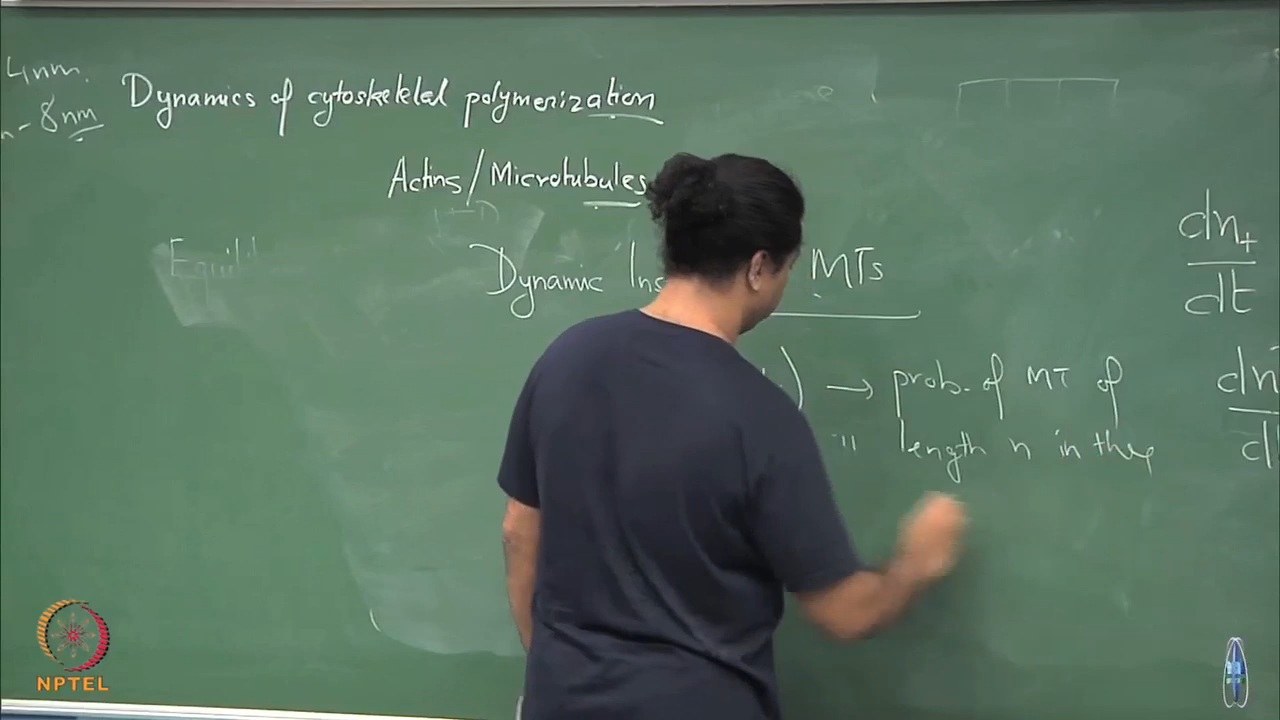 4nm.
- 8nm
Dynamics of cytoskeletal polymerization
Actins/Microtubules
Dynamic Ins MTs
→ prob. of MT of
length n in the
dn+
dt
dn
NPTEL